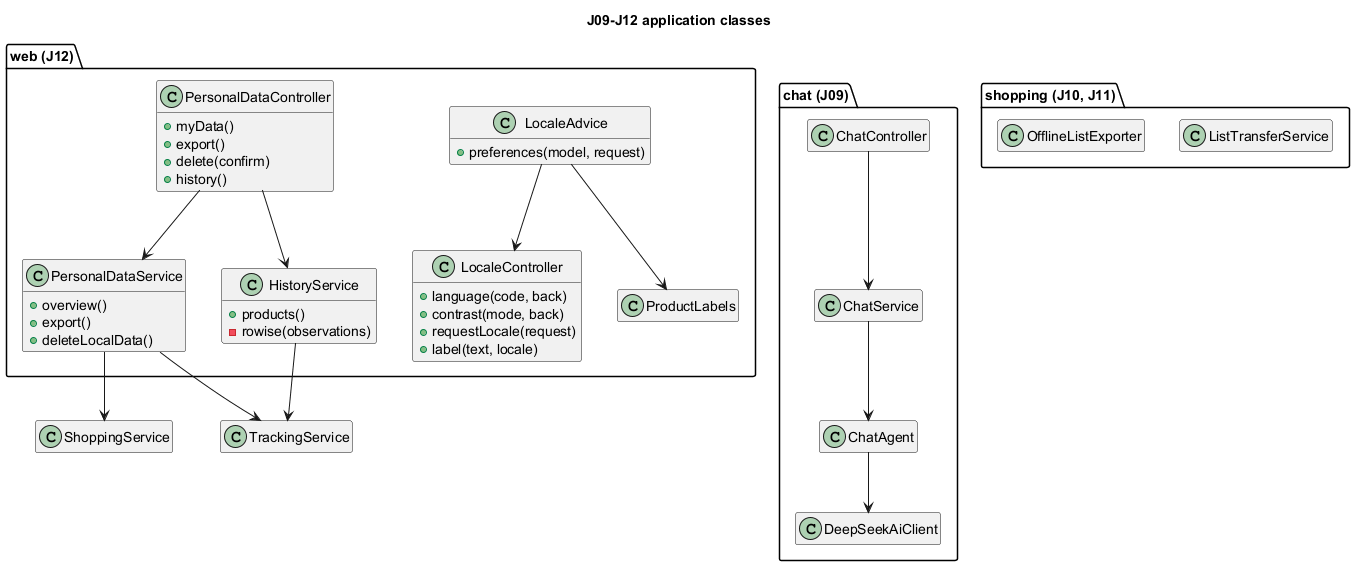 J09-J12 application classes
web (J12)
C PersonalDataController
myData()
export()
delete(confirm)
history()
C LocaleAdvice
preferences(model, request)
C PersonalDataService
overview()
export()
deleteLocalData()
C HistoryService
products()
rowise(observations)
C LocaleController
language(code, back)
contrast(mode, back)
requestLocale(request)
label(text, locale)
C ProductLabels
C ShoppingService
C TrackingService
chat (J09)
C ChatController
C ChatService
C ChatAgent
C DeepSeekAiClient
shopping (J10, J11)
C OfflineListExporter
C ListTransferService